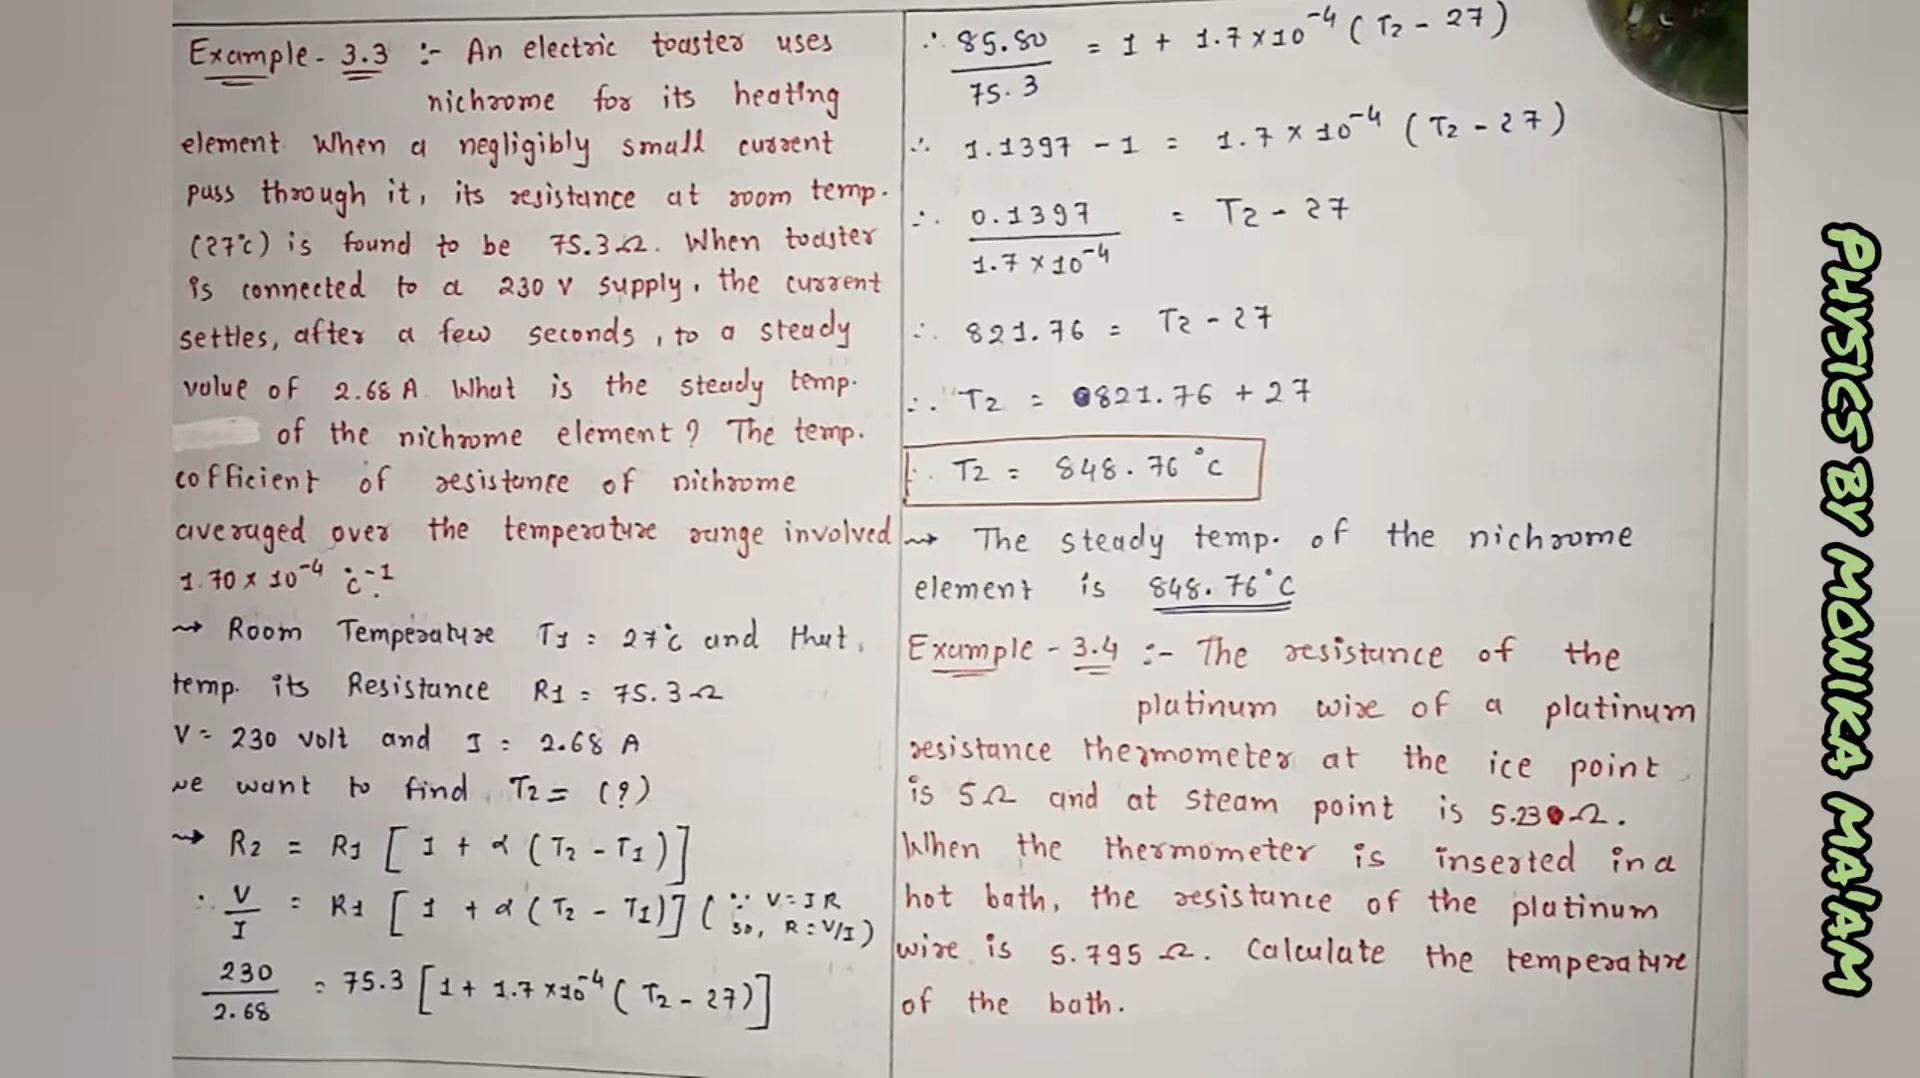 Example - 3.3 :- An electric toaster uses
nichrome for its heating
element. When a negligibly small current
pass through it, its resistance at room temp.
(27°C) is found to be 75.3Ω. When toaster
is connected to a 230 V supply, the current
settles, after a few seconds, to a steady
value of 2.68 A. What is the steady temp.
of the nichrome element? The temp.
cofficient of resistance of nichrome
averaged over the temperature range involved
1.70 × 10⁻⁴ °C⁻¹.
⇝ Room Temperature T1 = 27°C and that,
temp. its Resistance R1 = 75.3Ω
V = 230 volt and I = 2.68 A
we want to find T2 = (?)
⇝ R2 = R1 [ 1 + α ( T2 - T1 ) ]
∴ V/I = R1 [ 1 + α ( T2 - T1 ) ] ( ∵ V = IR
so, R = V/I )
230/2.68 = 75.3 [ 1 + 1.7 × 10⁻⁴ ( T2 - 27 ) ]
∴ 85.80/75.3 = 1 + 1.7 × 10⁻⁴ ( T2 - 27 )
∴ 1.1397 - 1 = 1.7 × 10⁻⁴ ( T2 - 27 )
∴ 0.1397/1.7 × 10⁻⁴ = T2 - 27
∴ 821.76 = T2 - 27
∴ T2 = 821.76 + 27
∴ T2 = 848.76 °C
⇝ The steady temp. of the nichrome
element is 848.76°C
Example - 3.4 :- The resistance of the
platinum wire of a platinum
resistance thermometer at the ice point
is 5Ω and at steam point is 5.23Ω.
When the thermometer is inserted in a
hot bath, the resistance of the platinum
wire is 5.795 Ω. Calculate the temperature
of the bath.
PHYSICS BY MONIKA MA'AM